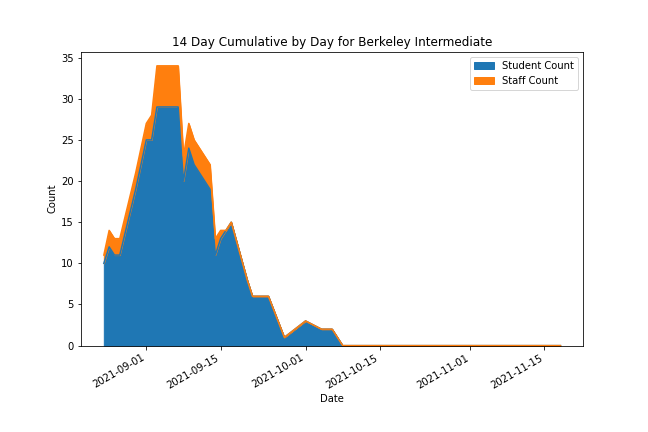 14 Day Cumulative by Day for Berkeley Intermediate
Student Count
Staff Count
35
30
25
20
15
10
5
0
Count
2021-09-01
2021-09-15
2021-10-01
2021-10-15
2021-11-01
2021-11-15
Date